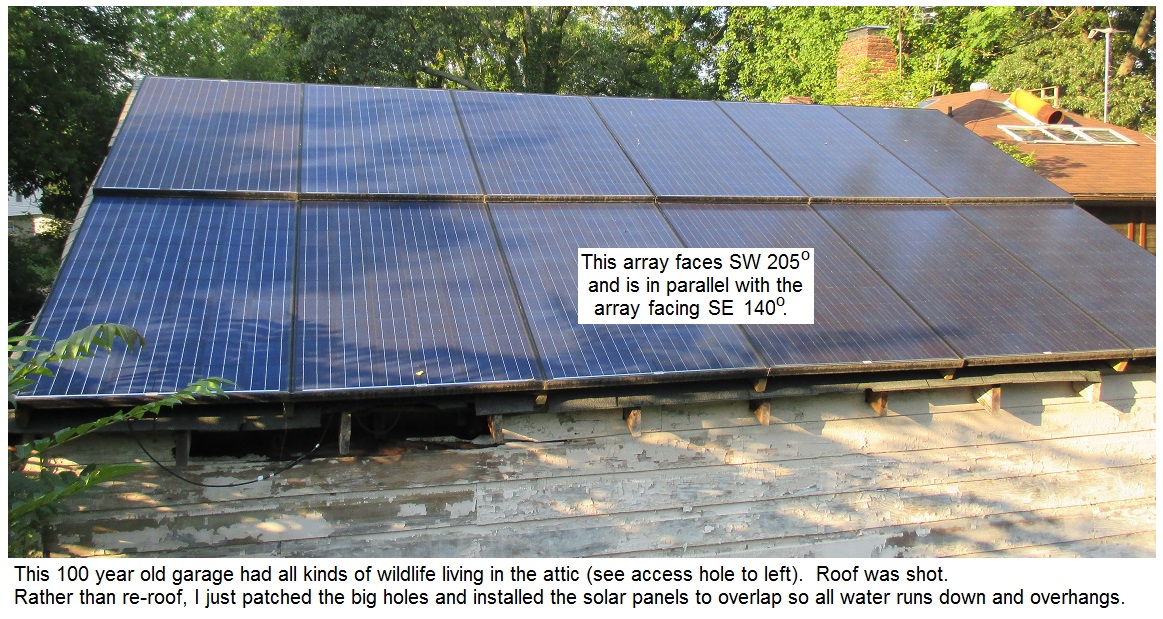 This array faces SW 205°
and is in parallel with the
array facing SE 140°.
This 100 year old garage had all kinds of wildlife living in the attic (see access hole to left).  Roof was shot.
Rather than re-roof, I just patched the big holes and installed the solar panels to overlap so all water runs down and overhangs.